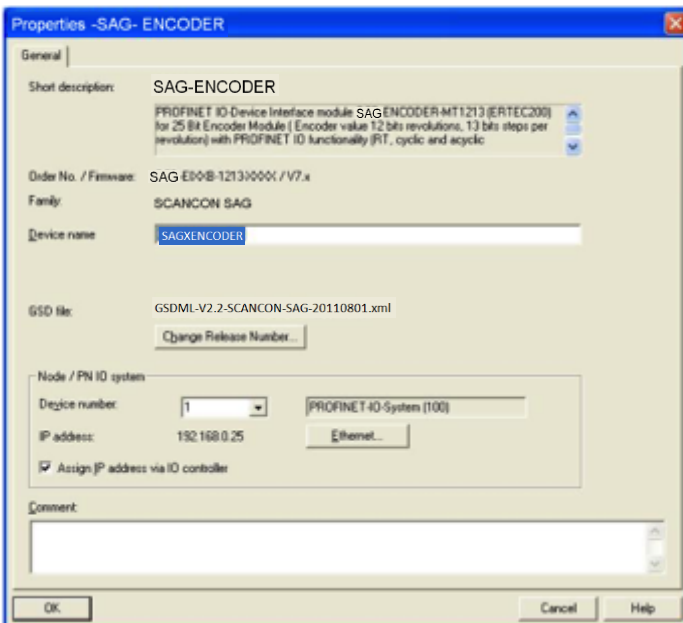 Properties -SAG- ENCODER
General
Short description: SAG-ENCODER
PROFINET IO-Device Interface module SAG ENCODER-MT1213 (ERTEC200)
for 25 Bit Encoder Module ( Encoder value 12 bits revolutions, 13 bits steps per
revolution) with PROFINET IO functionality (RT, cyclic and acyclic
Order No. / Firmware: SAG /V7.x
Family: SCANCON SAG
Device name SAGXENCODER
GSD file: GSDML-V2.2-SCANCON-SAG-20110801.xml
Change Release Number...
Node / PN IO system
Device number: 1 PROFINET-IO-System (100)
IP address: 192.168.0.25 Ethernet...
Assign IP address via IO controller
Comment:
OK Cancel Help